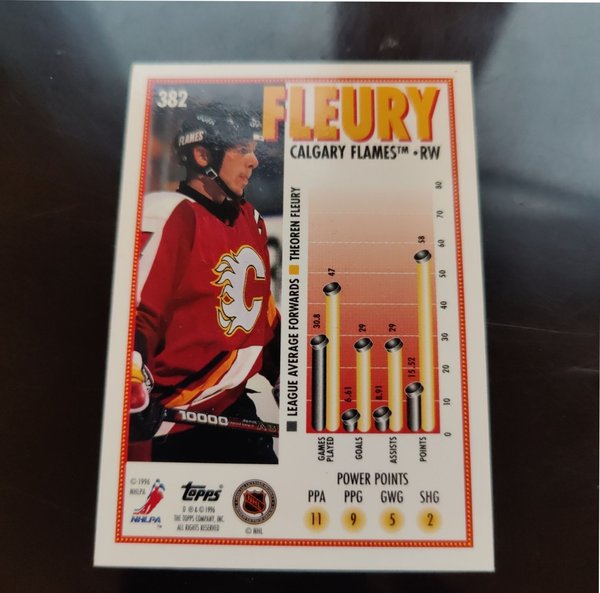 382
FLEURY
CALGARY FLAMES™ • RW
FLAMES
C
10000
■ LEAGUE AVERAGE FORWARDS ■ THEOREN FLEURY
80
70
60
50
40
30
20
10
0
30.8
47
6.61
29
8.91
29
15.52
58
GAMES
PLAYED
GOALS
ASSISTS
POINTS
POWER POINTS
PPA PPG GWG SHG
11 9 5 2
© 1996
NHLPA
NHLPA™
Topps
® & © 1996
THE TOPPS COMPANY, INC.
ALL RIGHTS RESERVED
NHL
© NHL